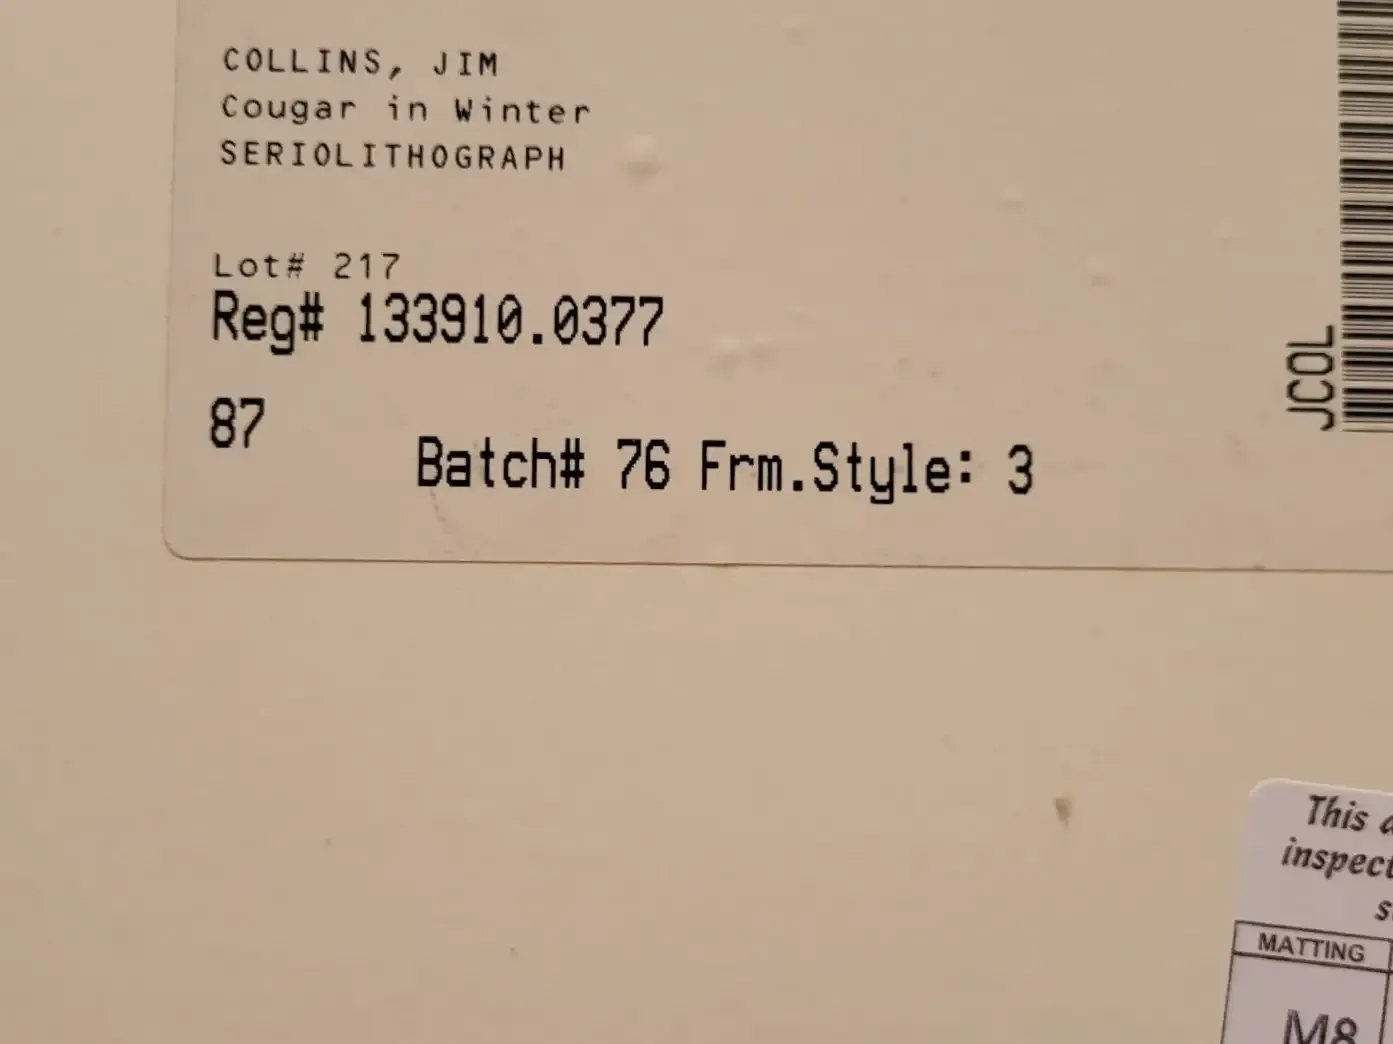 COLLINS, JIM
Cougar in Winter
SERIOLITHOGRAPH
Lot# 217
Reg# 133910.0377
87
Batch# 76 Frm.Style: 3
JCOL
This
inspect
MATTING
M8